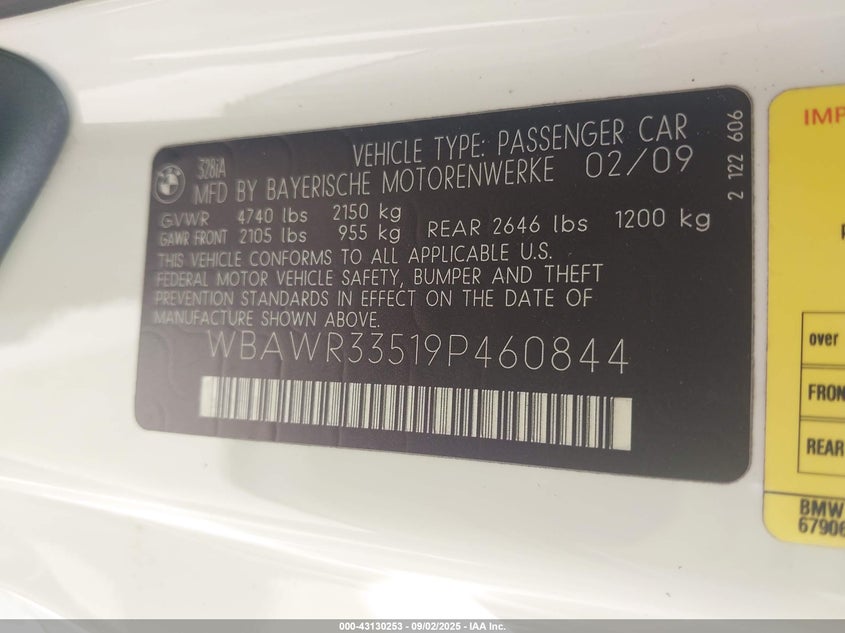 328iA
VEHICLE TYPE: PASSENGER CAR
MFD BY BAYERISCHE MOTORENWERKE 02/09
GVWR 4740 lbs 2150 kg
GAWR FRONT 2105 lbs 955 kg REAR 2646 lbs 1200 kg
THIS VEHICLE CONFORMS TO ALL APPLICABLE U.S.
FEDERAL MOTOR VEHICLE SAFETY, BUMPER AND THEFT
PREVENTION STANDARDS IN EFFECT ON THE DATE OF
MANUFACTURE SHOWN ABOVE.
WBAWR33519P460844
2 122 606
IMP
over
FRON
REAR
BMW
67906
000-43130253 - 09/02/2025 - IAA Inc.